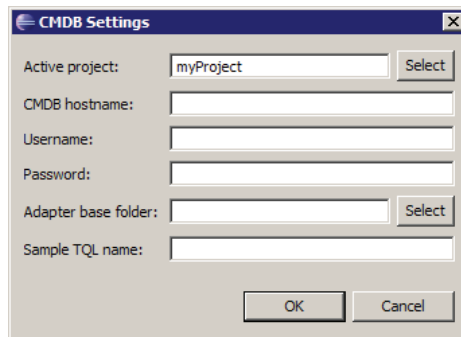 CMDB Settings
Active project: myProject Select
CMDB hostname:
Username:
Password:
Adapter base folder: Select
Sample TQL name:
OK Cancel